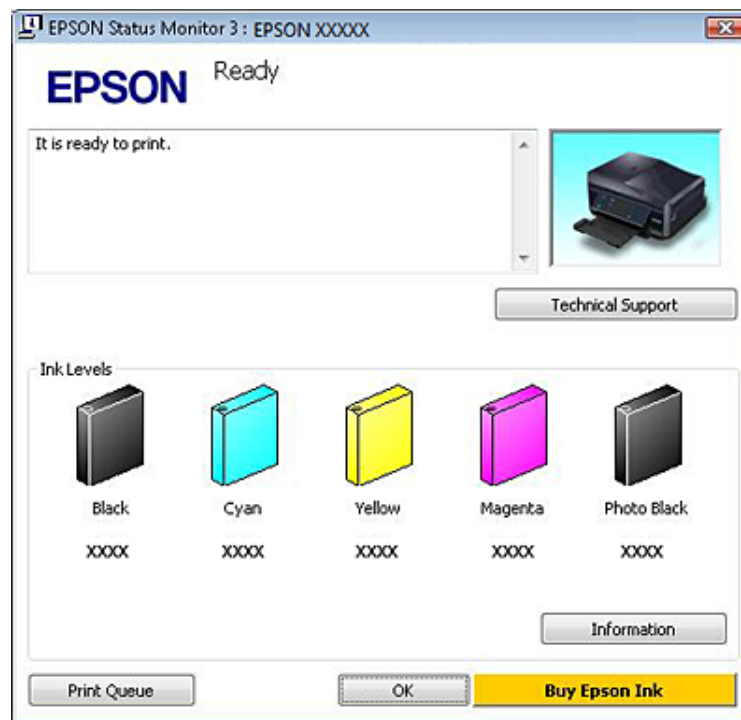 EPSON Status Monitor 3 : EPSON XXXXX
EPSON
Ready
It is ready to print.
Technical Support
Ink Levels
Black Cyan Yellow Magenta Photo Black
XXXX XXXX XXXX XXXX XXXX
Information
Print Queue OK Buy Epson Ink